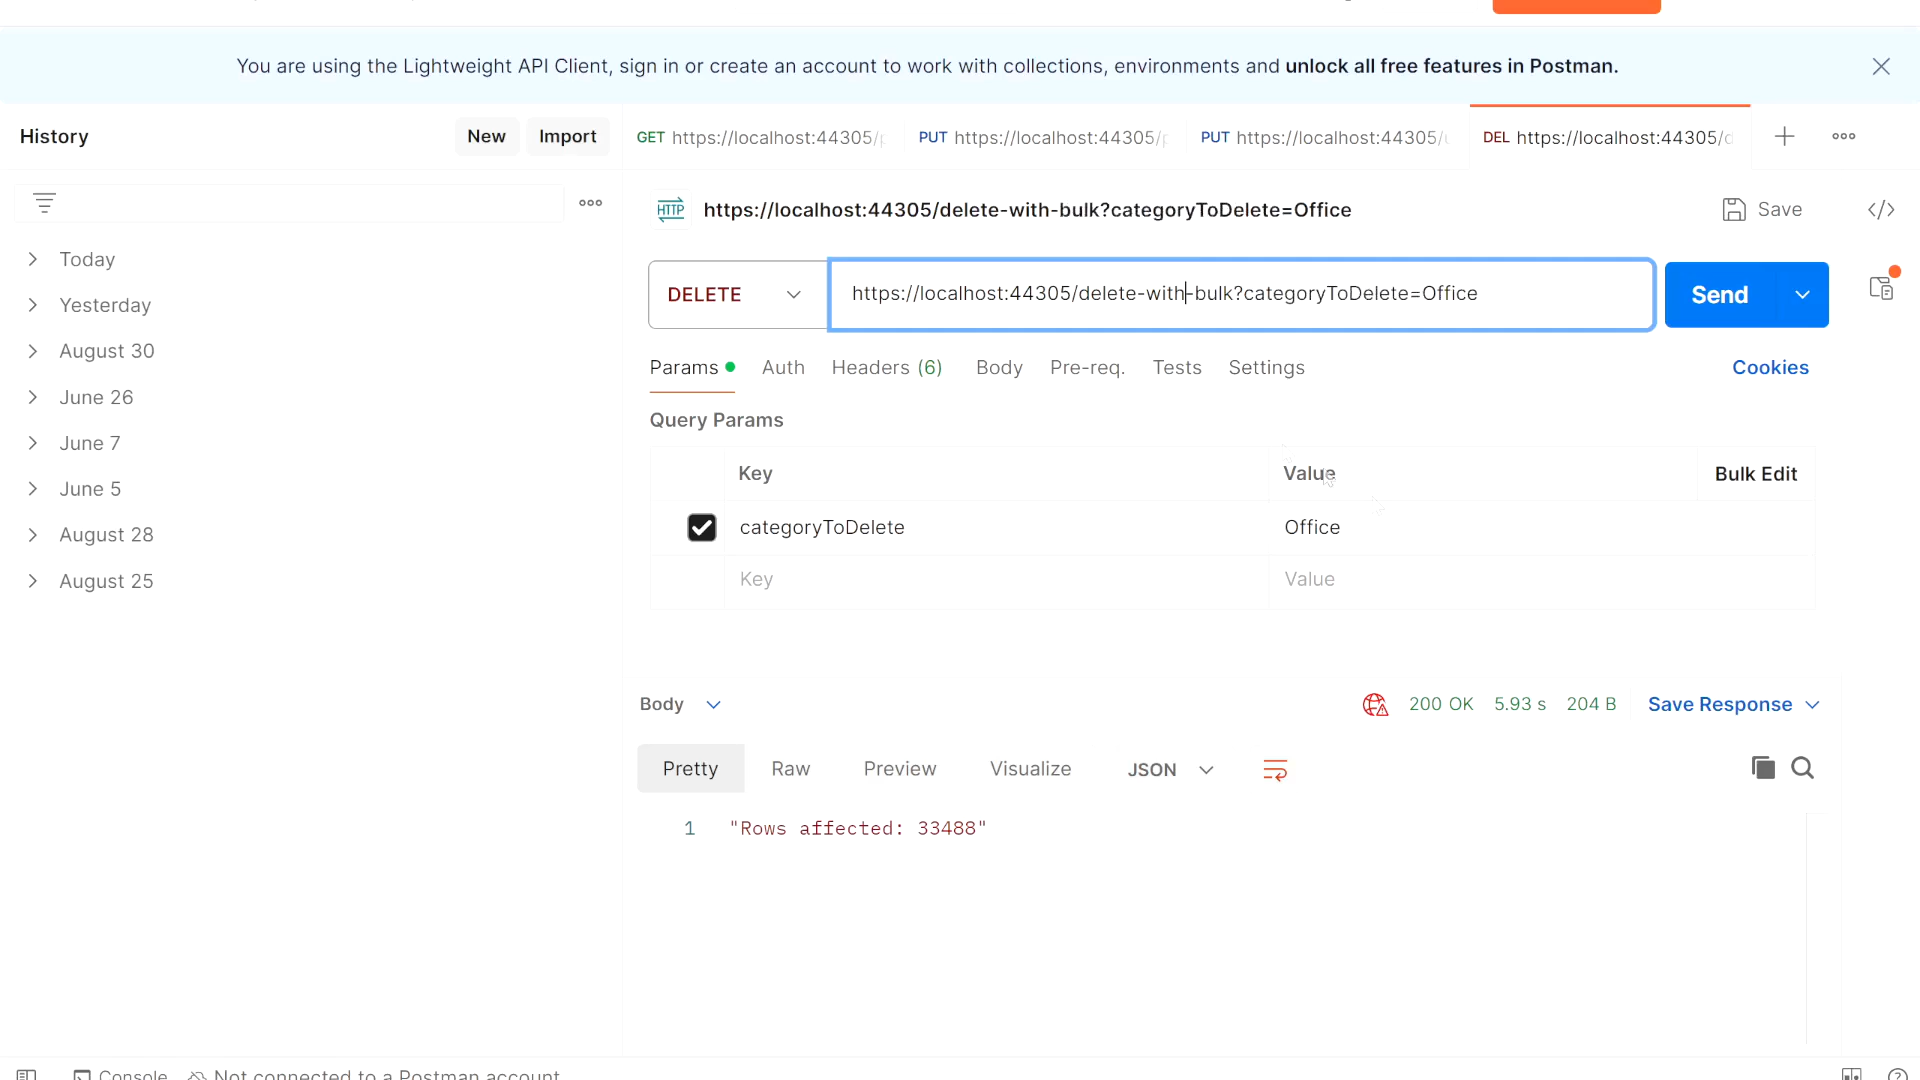 You are using the Lightweight API Client, sign in or create an account to work with collections, environments and unlock all free features in Postman.
History
New
Import
GET https://localhost:44305/
PUT https://localhost:44305/
PUT https://localhost:44305/
DEL https://localhost:44305/
HTTP
https://localhost:44305/delete-with-bulk?categoryToDelete=Office
Save
</>
Today
Yesterday
August 30
June 26
June 7
June 5
August 28
August 25
DELETE
https://localhost:44305/delete-with-bulk?categoryToDelete=Office
Send
Params
Auth
Headers (6)
Body
Pre-req.
Tests
Settings
Cookies
Query Params
Key
Value
Bulk Edit
categoryToDelete
Office
Key
Value
Body
200 OK
5.93 s
204 B
Save Response
Pretty
Raw
Preview
Visualize
JSON
1 "Rows affected: 33488"
Console
Not connected to a Postman account